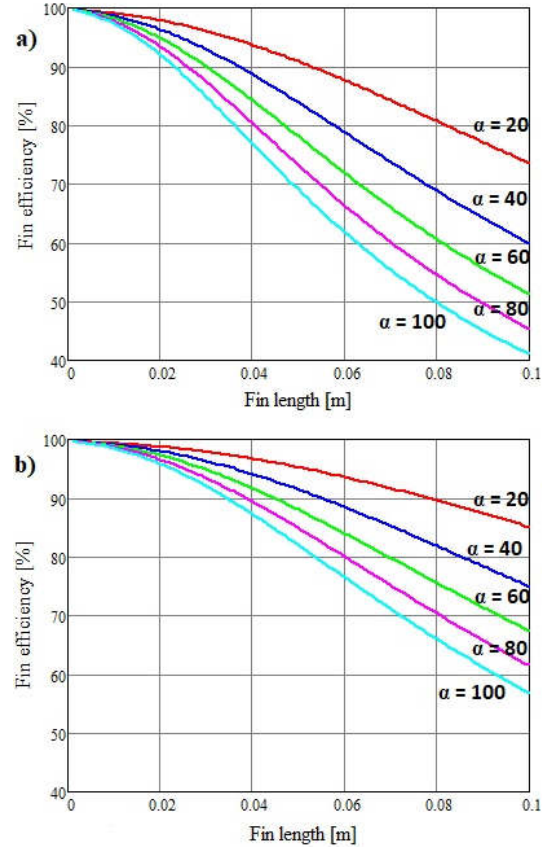 a)
Fin efficiency [%]
100
90
80
70
60
50
40
α = 20
α = 40
α = 60
α = 80
α = 100
0
0.02
0.04
0.06
0.08
0.1
Fin length [m]
b)
Fin efficiency [%]
100
90
80
70
60
50
40
α = 20
α = 40
α = 60
α = 80
α = 100
0
0.02
0.04
0.06
0.08
0.1
Fin length [m]